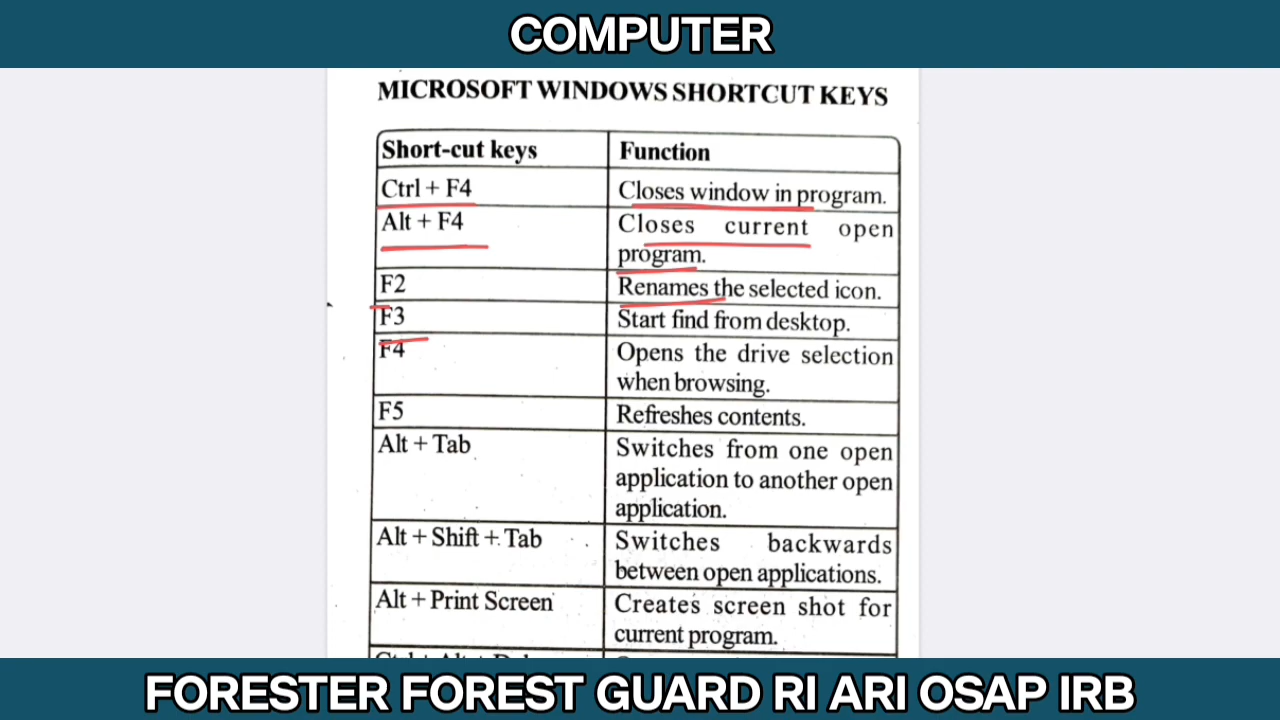 COMPUTER
MICROSOFT WINDOWS SHORTCUT KEYS
Short-cut keys Function
Ctrl + F4 Closes window in program.
Alt + F4 Closes current open
program.
F2 Renames the selected icon.
F3 Start find from desktop.
F4 Opens the drive selection
when browsing.
F5 Refreshes contents.
Alt + Tab Switches from one open
application to another open
application.
Alt + Shift + Tab Switches backwards
between open applications.
Alt + Print Screen Creates screen shot for
current program.
FORESTER FOREST GUARD RI ARI OSAP IRB